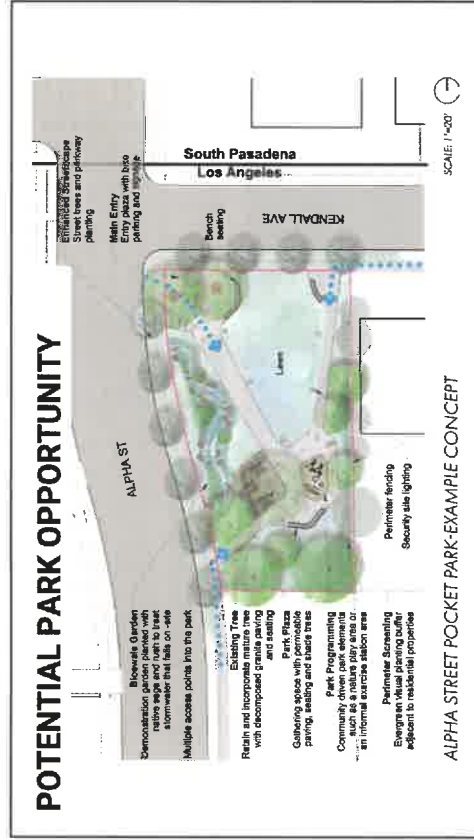 POTENTIAL PARK OPPORTUNITY
ALPHA ST
Enhanced Streetscape
Street trees and parkway
planting
Main Entry
Entry plaza with bike
parking and signage
South Pasadena
Los Angeles
KENDALL AVE
Bench
seating
Lawn
Bioswale Garden
Demonstration garden planted with
native sage and rush to treat
stormwater that falls on-site
Multiple access points into the park
Existing Tree
Retain and incorporate mature tree
with decomposed granite paving
and seating
Park Plaza
Gathering space with permeable
paving, seating and shade trees
Park Programming
Community driven park elements
such as a nature play area or
an informal exercise station area
Perimeter Screening
Evergreen visual planting buffer
adjacent to residential properties
Perimeter fencing
Security site lighting
ALPHA STREET POCKET PARK-EXAMPLE CONCEPT
SCALE: 1"=20'